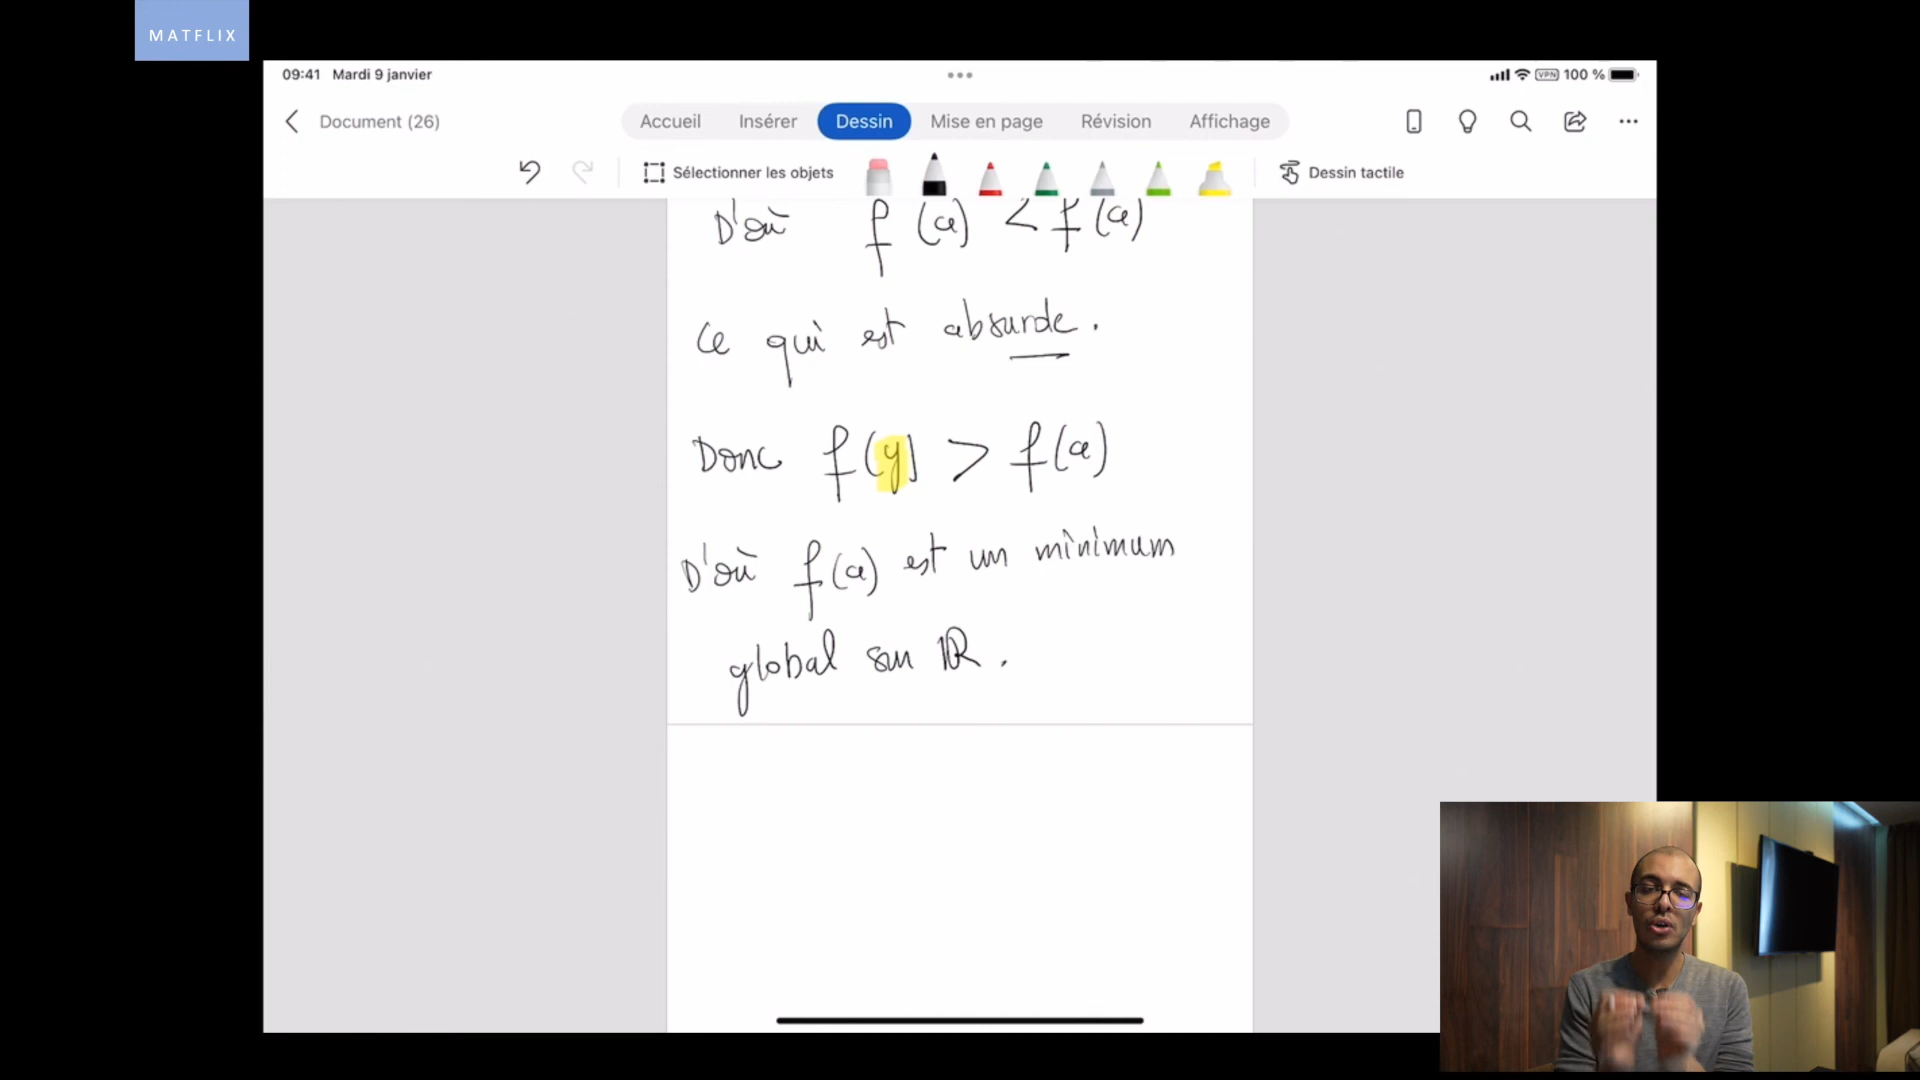 MATFLIX
09:41 Mardi 9 janvier
VPN 100 %
Document (26)
Accueil Insérer Dessin Mise en page Révision Affichage
Sélectionner les objets
Dessin tactile
D'où f(a) < f(a)
Ce qui est absurde.
Donc f(y) > f(a)
D'où f(a) est un minimum
global sur ℝ.